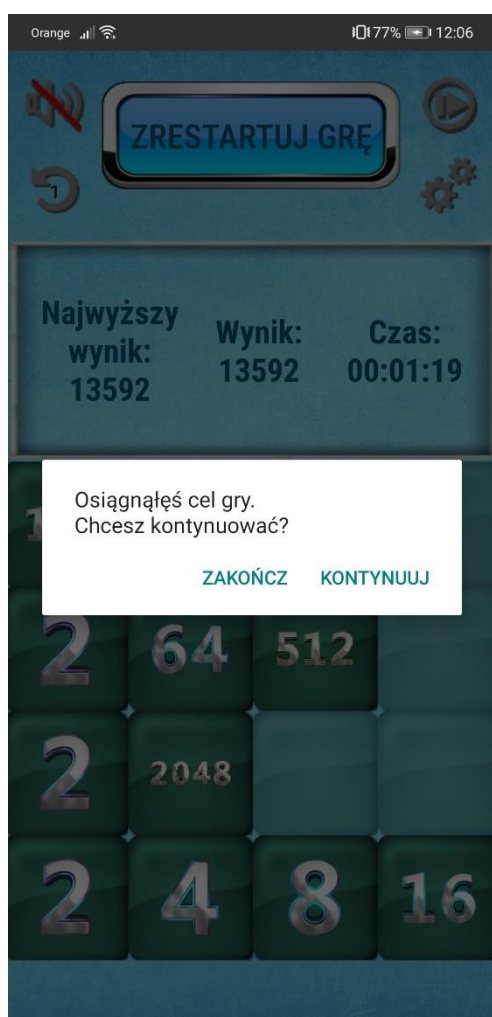 Orange
77% 12:06
ZRESTARTUJ GRĘ
1
Najwyższy
wynik:
13592
Wynik:
13592
Czas:
00:01:19
Osiągnąłęś cel gry.
Chcesz kontynuować?
ZAKOŃCZ KONTYNUUJ
2 64 512
2 2048
2 4 8 16